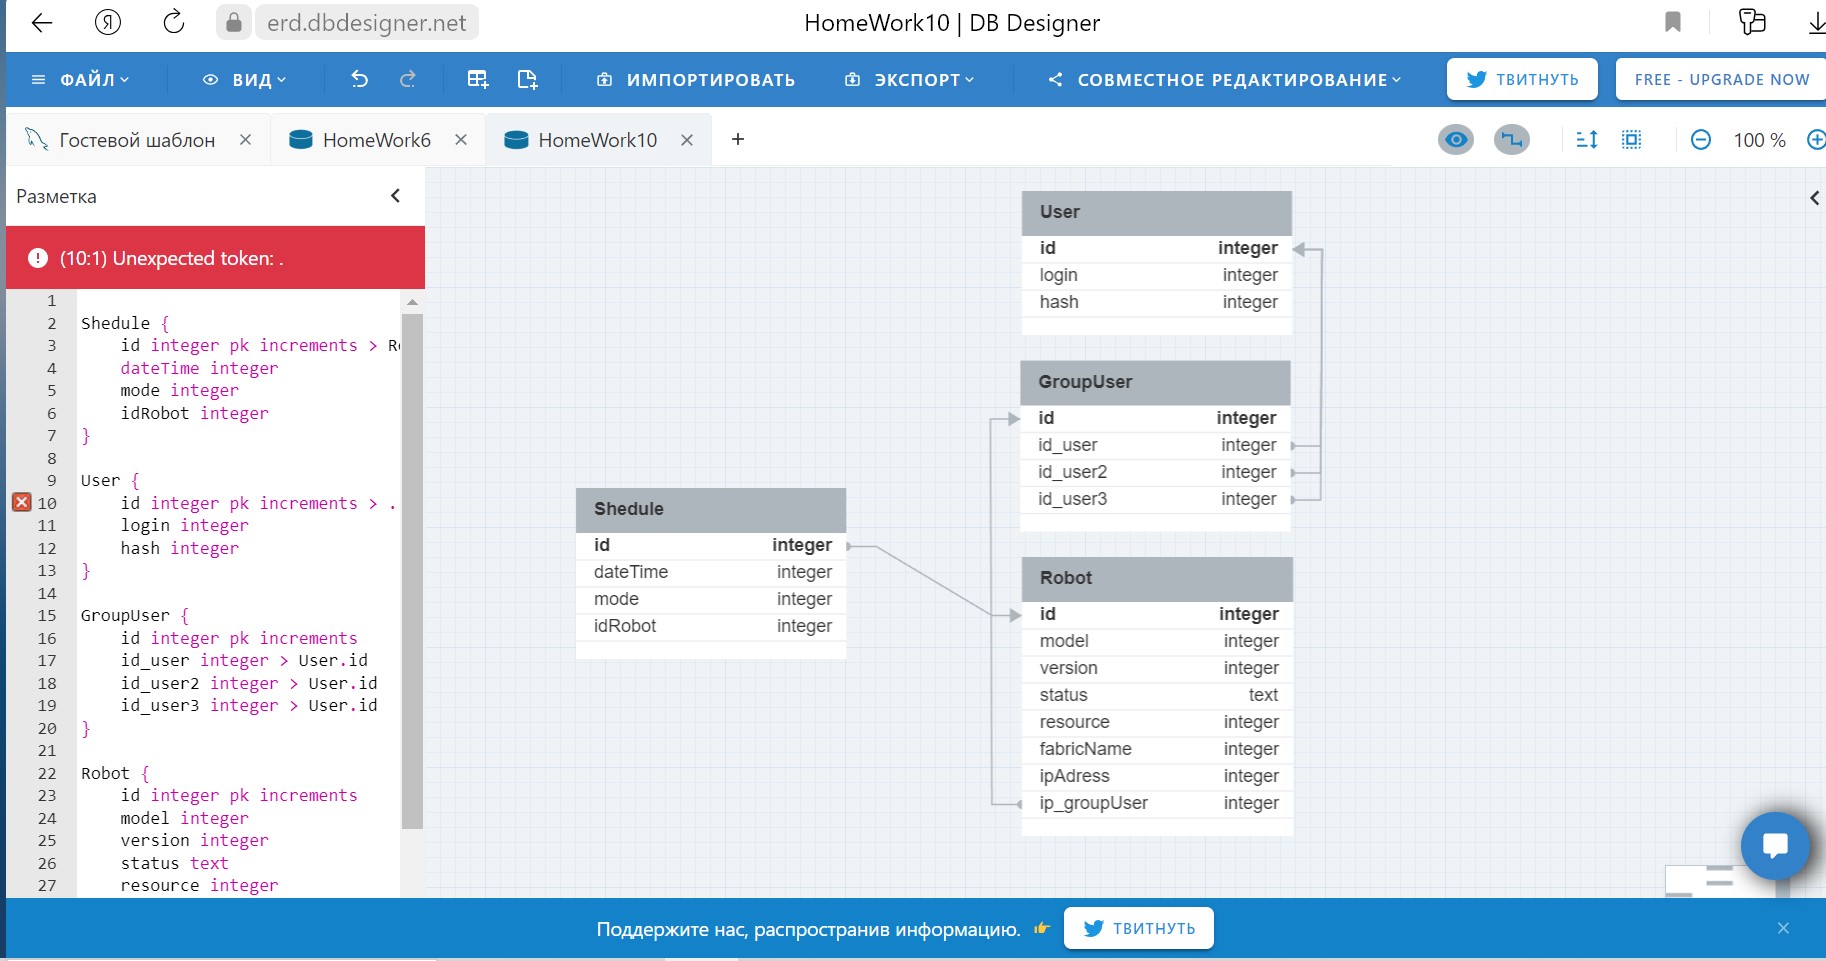 erd.dbdesigner.net
HomeWork10 | DB Designer
ФАЙЛ
ВИД
ИМПОРТИРОВАТЬ
ЭКСПОРТ
СОВМЕСТНОЕ РЕДАКТИРОВАНИЕ
ТВИТНУТЬ
FREE - UPGRADE NOW
Гостевой шаблон
HomeWork6
HomeWork10
100 %
Разметка
(10:1) Unexpected token: .
1
2 Shedule {
3 id integer pk increments > R
4 dateTime integer
5 mode integer
6 idRobot integer
7 }
8
9 User {
10 id integer pk increments > .
11 login integer
12 hash integer
13 }
14
15 GroupUser {
16 id integer pk increments
17 id_user integer > User.id
18 id_user2 integer > User.id
19 id_user3 integer > User.id
20 }
21
22 Robot {
23 id integer pk increments
24 model integer
25 version integer
26 status text
27 resource integer
User
id integer
login integer
hash integer
GroupUser
id integer
id_user integer
id_user2 integer
id_user3 integer
Shedule
id integer
dateTime integer
mode integer
idRobot integer
Robot
id integer
model integer
version integer
status text
resource integer
fabricName integer
ipAdress integer
ip_groupUser integer
Поддержите нас, распространив информацию.
ТВИТНУТЬ